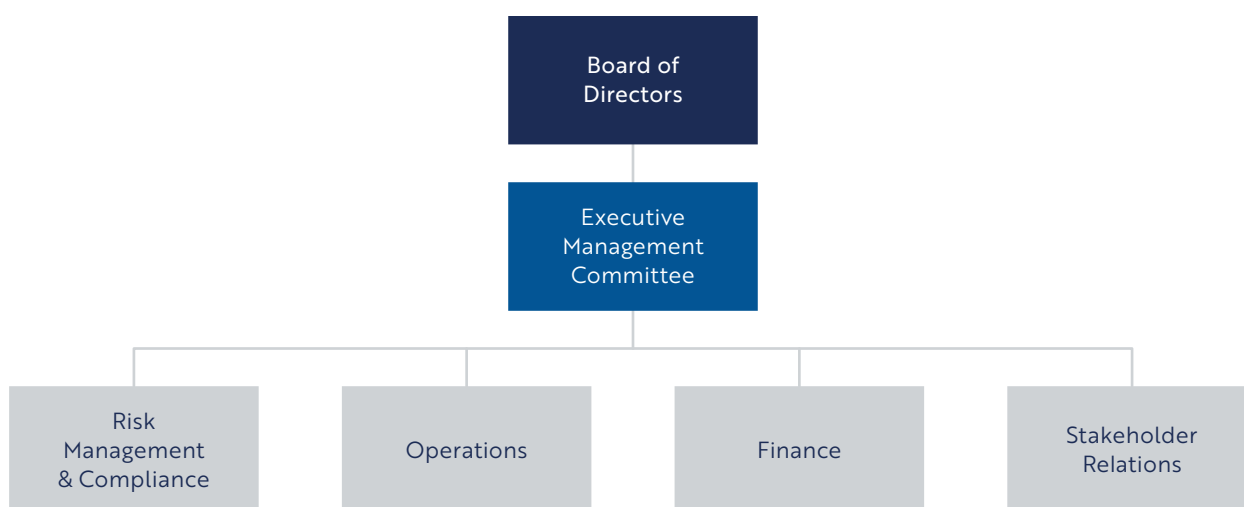 Board of
Directors
Executive
Management
Committee
Risk
Management
& Compliance
Operations
Finance
Stakeholder
Relations